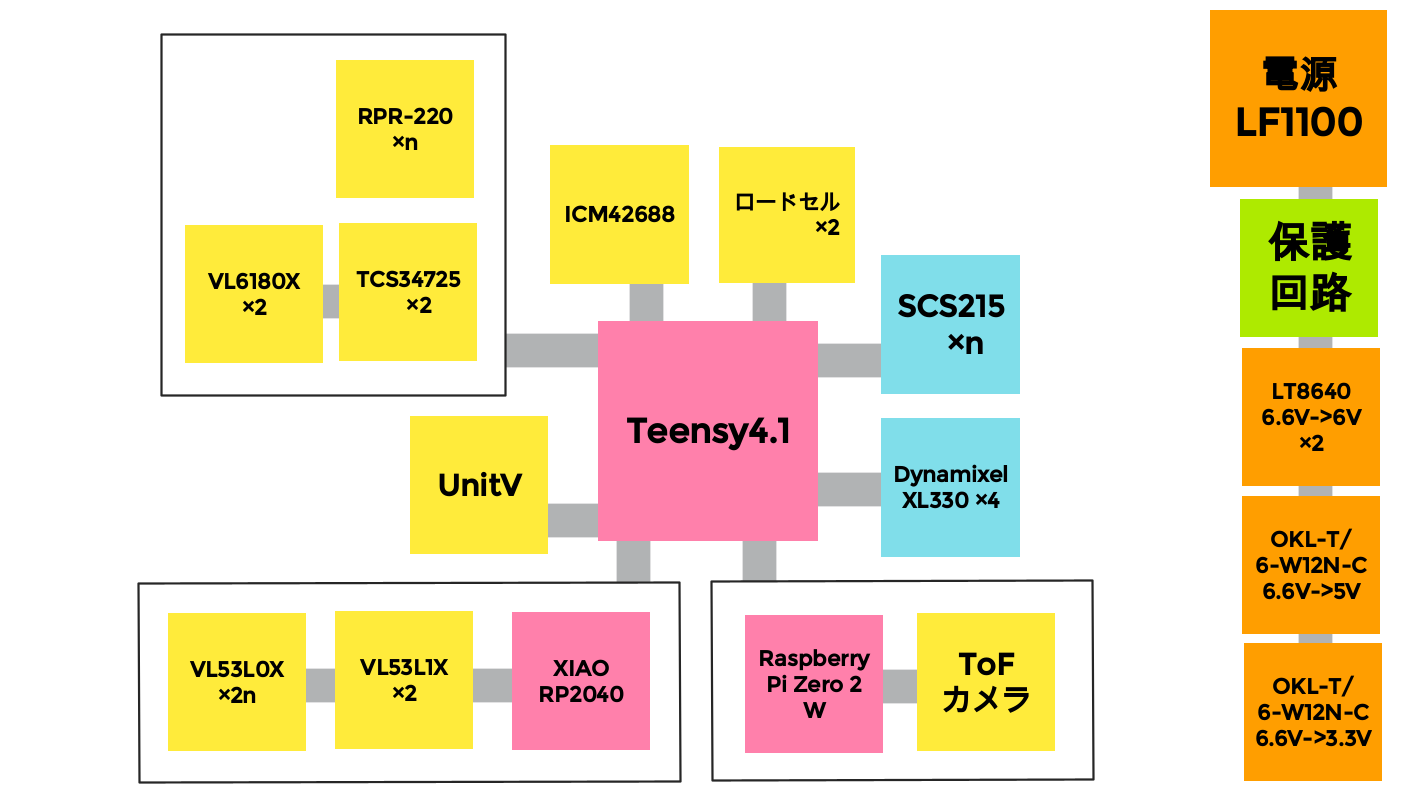 RPR-220
×n
VL6180X
×2
TCS34725
×2
ICM42688
ロードセル
×2
SCS215
×n
Teensy4.1
UnitV
Dynamixel
XL330 ×4
VL53L0X
×2n
VL53L1X
×2
XIAO
RP2040
Raspberry
Pi Zero 2
W
ToF
カメラ
電源
LF1100
保護
回路
LT8640
6.6V->6V
×2
OKL-T/
6-W12N-C
6.6V->5V
OKL-T/
6-W12N-C
6.6V->3.3V